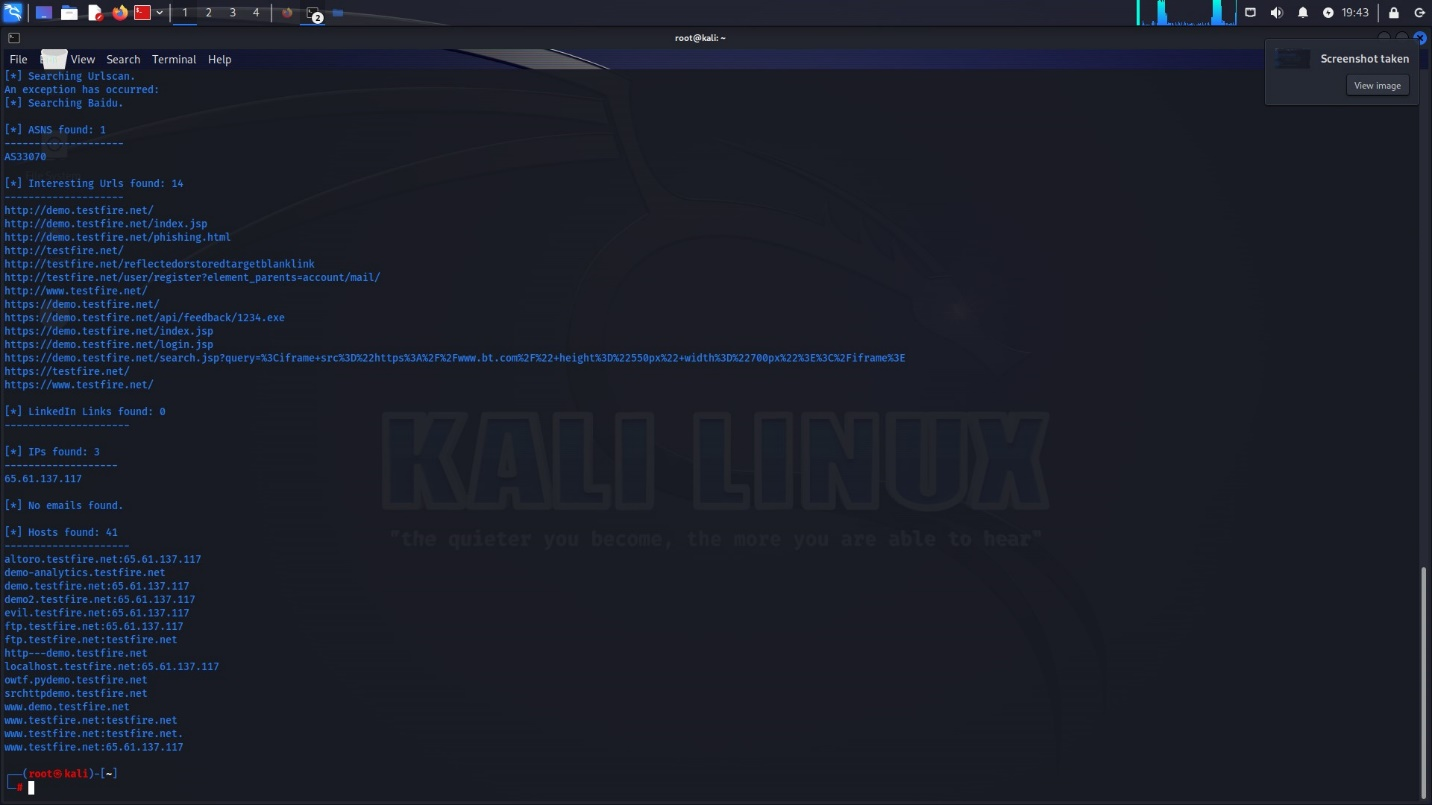 1 2 3 4
2
19:43
root@kali: ~
File View Search Terminal Help
Screenshot taken
View image
[*] Searching Urlscan.
An exception has occurred:
[*] Searching Baidu.
[*] ASNS found: 1
--------------------
AS33070
[*] Interesting Urls found: 14
--------------------
http://demo.testfire.net/
http://demo.testfire.net/index.jsp
http://demo.testfire.net/phishing.html
http://testfire.net/
http://testfire.net/reflectedorstoredtargetblanklink
http://testfire.net/user/register?element_parents=account/mail/
http://www.testfire.net/
https://demo.testfire.net/
https://demo.testfire.net/api/feedback/1234.exe
https://demo.testfire.net/index.jsp
https://demo.testfire.net/login.jsp
https://demo.testfire.net/search.jsp?query=%3Ciframe+src%3D%22https%3A%2F%2Fwww.bt.com%2F%22+height%3D%22550px%22+width%3D%22700px%22%3E%3C%2Fiframe%3E
https://testfire.net/
https://www.testfire.net/
[*] LinkedIn Links found: 0
---------------------
[*] IPs found: 3
-------------------
65.61.137.117
[*] No emails found.
[*] Hosts found: 41
---------------------
altoro.testfire.net:65.61.137.117
demo-analytics.testfire.net
demo.testfire.net:65.61.137.117
demo2.testfire.net:65.61.137.117
evil.testfire.net:65.61.137.117
ftp.testfire.net:65.61.137.117
ftp.testfire.net:testfire.net
http---demo.testfire.net
localhost.testfire.net:65.61.137.117
owtf.pydemo.testfire.net
srchttpdemo.testfire.net
www.demo.testfire.net
www.testfire.net:testfire.net
www.testfire.net:testfire.net.
www.testfire.net:65.61.137.117
KALI LINUX
"the quieter you become, the more you are able to hear"
┌──(root㉿kali)-[~]
└─#